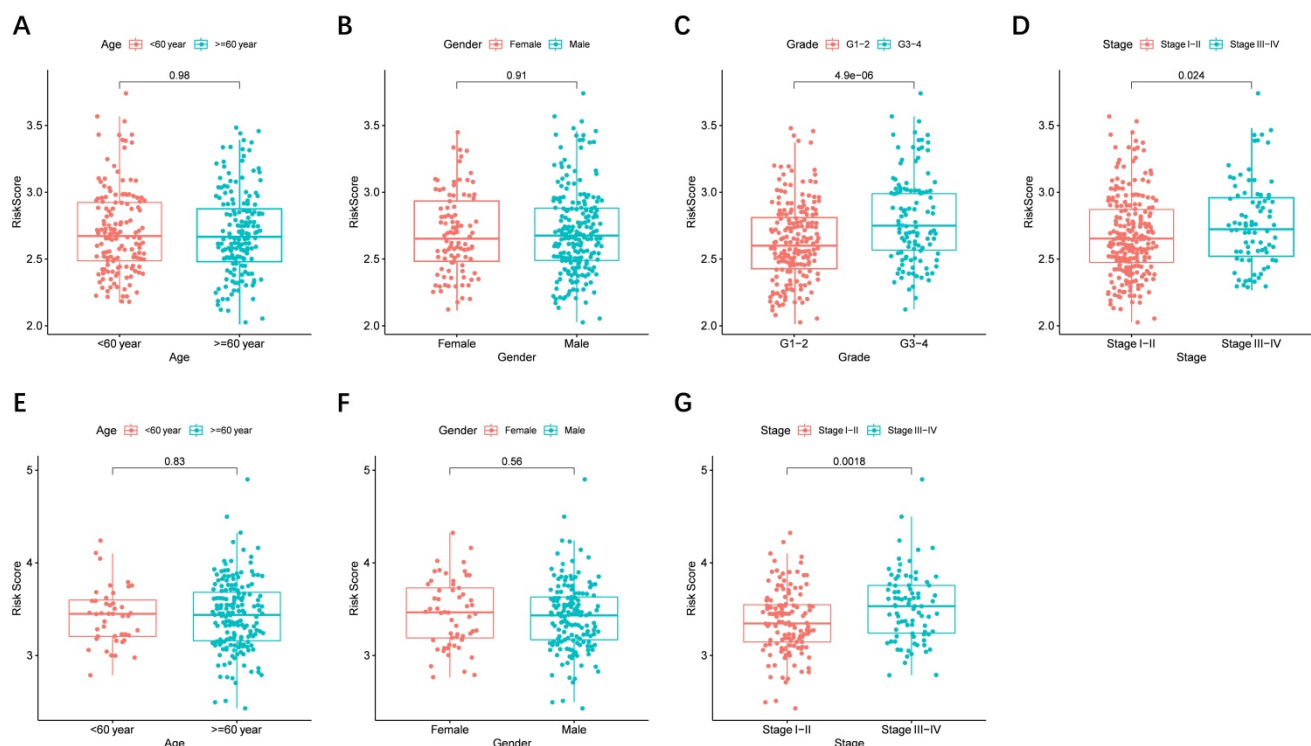 A
Age <60 year >=60 year
0.98
RiskScore
3.5
3.0
2.5
2.0
<60 year >=60 year
Age
B
Gender Female Male
0.91
RiskScore
3.5
3.0
2.5
2.0
Female Male
Gender
C
Grade G1−2 G3−4
4.9e−06
RiskScore
3.5
3.0
2.5
2.0
G1−2 G3−4
Grade
D
Stage Stage I−II Stage III−IV
0.024
RiskScore
3.5
3.0
2.5
2.0
Stage I−II Stage III−IV
Stage
E
Age <60 year >=60 year
0.83
Risk Score
5
4
3
<60 year >=60 year
Age
F
Gender Female Male
0.56
Risk Score
5
4
3
Female Male
Gender
G
Stage Stage I−II Stage III−IV
0.0018
Risk Score
5
4
3
Stage I−II Stage III−IV
Stage